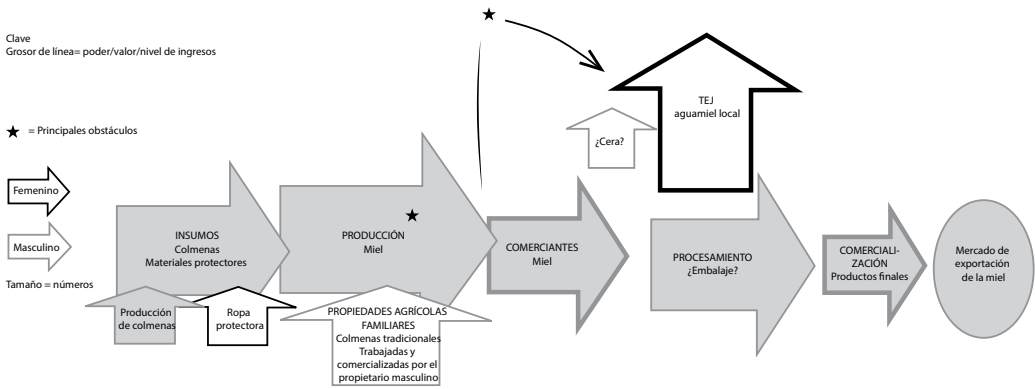 Clave
Grosor de línea= poder/valor/nivel de ingresos
= Principales obstáculos
Femenino
Masculino
Tamaño = números
INSUMOS
Colmenas
Materiales protectores
Producción
de colmenas
Ropa
protectora
PRODUCCIÓN
Miel
PROPIEDADES AGRÍCOLAS
FAMILIARES
Colmenas tradicionales
Trabajadas y
comercializadas por el
propietario masculino
COMERCIANTES
Miel
¿Cera?
TEJ
aguamiel local
PROCESAMIENTO
¿Embalaje?
COMERCIALI-
ZACIÓN
Productos finales
Mercado de
exportación
de la miel